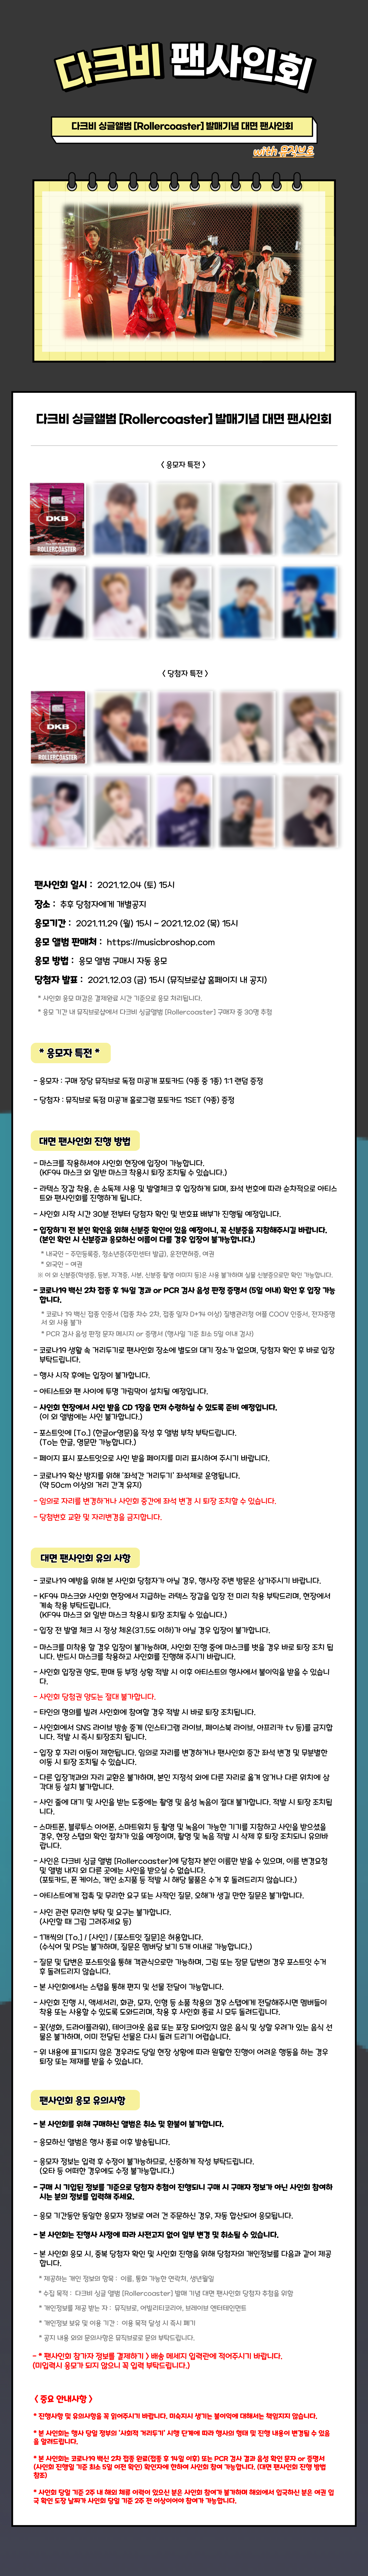 다크비 팬사인회
다크비 싱글앨범 [Rollercoaster] 발매기념 대면 팬사인회
with 뮤직브로
다크비 싱글앨범 [Rollercoaster] 발매기념 대면 팬사인회
< 응모자 특전 >
DKB
ROLLERCOASTER
< 당첨자 특전 >
DKB
ROLLERCOASTER
팬사인회 일시 : 2021.12.04 (토) 15시
장소 : 추후 당첨자에게 개별공지
응모기간 : 2021.11.29 (월) 15시 ~ 2021.12.02 (목) 15시
응모 앨범 판매처 : https://musicbroshop.com
응모 방법 : 응모 앨범 구매시 자동 응모
당첨자 발표 : 2021.12.03 (금) 15시 (뮤직브로샵 홈페이지 내 공지)
* 사인회 응모 마감은 결제완료 시간 기준으로 응모 처리됩니다.
* 응모 기간 내 뮤직브로샵에서 다크비 싱글앨범 [Rollercoaster] 구매자 중 30명 추첨
* 응모자 특전 *
- 응모자 : 구매 장당 뮤직브로 독점 미공개 포토카드 (9종 중 1종) 1:1 랜덤 증정
- 당첨자 : 뮤직브로 독점 미공개 홀로그램 포토카드 1SET (9종) 증정
대면 팬사인회 진행 방법
- 마스크를 착용하셔야 사인회 현장에 입장이 가능합니다.
(KF94 마스크 외 일반 마스크 착용시 퇴장 조치될 수 있습니다.)
- 라텍스 장갑 착용, 손 소독제 사용 및 발열체크 후 입장하게 되며, 좌석 번호에 따라 순차적으로 아티스
트와 팬사인회를 진행하게 됩니다.
- 사인회 시작 시간 30분 전부터 당첨자 확인 및 번호표 배부가 진행될 예정입니다.
- 입장하기 전 본인 확인을 위해 신분증 확인이 있을 예정이니, 꼭 신분증을 지참해주시길 바랍니다.
(본인 확인 시 신분증과 응모하신 이름이 다를 경우 입장이 불가능합니다.)
* 내국인 - 주민등록증, 청소년증(주민센터 발급), 운전면허증, 여권
* 외국인 - 여권
※ 이 외 신분증(학생증, 등본, 자격증, 사본, 신분증 촬영 이미지 등)은 사용 불가하며 실물 신분증으로만 확인 가능합니다.
- 코로나19 백신 2차 접종 후 14일 경과 or PCR 검사 음성 판정 증명서 (5일 이내) 확인 후 입장 가능
합니다.
* 코로나 19 백신 접종 인증서 (접종 차수 2차, 접종 일자 D+14 이상) 질병관리청 어플 COOV 인증서, 전자증명
서 외 사용 불가
* PCR 검사 음성 판정 문자 메시지 or 증명서 (행사일 기준 최소 5일 이내 검사)
- 코로나19 생활 속 거리두기로 팬사인회 장소에 별도의 대기 장소가 없으며, 당첨자 확인 후 바로 입장
부탁드립니다.
- 행사 시작 후에는 입장이 불가합니다.
- 아티스트와 팬 사이에 투명 가림막이 설치될 예정입니다.
- 사인회 현장에서 사인 받을 CD 1장을 먼저 수령하실 수 있도록 준비 예정입니다.
(이 외 앨범에는 사인 불가합니다.)
- 포스트잇에 [To.] (한글or영문)을 작성 후 앨범 부착 부탁드립니다.
(To는 한글, 영문만 가능합니다.)
- 페이지 표시 포스트잇으로 사인 받을 페이지를 미리 표시하여 주시기 바랍니다.
- 코로나19 확산 방지를 위해 '좌석간 거리두기' 좌석제로 운영됩니다.
(약 50cm 이상의 거리 간격 유지)
- 임의로 자리를 변경하거나 사인회 중간에 좌석 변경 시 퇴장 조치할 수 있습니다.
- 당첨번호 교환 및 자리변경을 금지합니다.
대면 팬사인회 유의 사항
- 코로나19 예방을 위해 본 사인회 당첨자가 아닐 경우, 행사장 주변 방문은 삼가주시기 바랍니다.
- KF94 마스크와 사인회 현장에서 지급하는 라텍스 장갑을 입장 전 미리 착용 부탁드리며, 현장에서
계속 착용 부탁드립니다.
(KF94 마스크 외 일반 마스크 착용시 퇴장 조치될 수 있습니다.)
- 입장 전 발열 체크 시 정상 체온(37.5도 이하)가 아닐 경우 입장이 불가합니다.
- 마스크를 미착용 할 경우 입장이 불가능하며, 사인회 진행 중에 마스크를 벗을 경우 바로 퇴장 조치 됩
니다. 반드시 마스크를 착용하고 사인회를 진행해 주시기 바랍니다.
- 사인회 입장권 양도, 판매 등 부정 상황 적발 시 이후 아티스트의 행사에서 불이익을 받을 수 있습니
다.
- 사인회 당첨권 양도는 절대 불가합니다.
- 타인의 명의를 빌려 사인회에 참여할 경우 적발 시 바로 퇴장 조치됩니다.
- 사인회에서 SNS 라이브 방송 중계 (인스타그램 라이브, 페이스북 라이브, 아프리카 tv 등)를 금지합
니다. 적발 시 즉시 퇴장조치 됩니다.
- 입장 후 자리 이동이 제한됩니다. 임의로 자리를 변경하거나 팬사인회 중간 좌석 변경 및 무분별한
이동 시 퇴장 조치될 수 있습니다.
- 다른 입장객과의 자리 교환은 불가하며, 본인 지정석 외에 다른 자리로 옮겨 앉거나 다른 위치에 삼
각대 등 설치 불가합니다.
- 사인 줄에 대기 및 사인을 받는 도중에는 촬영 및 음성 녹음이 절대 불가합니다. 적발 시 퇴장 조치됩
니다.
- 스마트폰, 블루투스 이어폰, 스마트워치 등 촬영 및 녹음이 가능한 기기를 지참하고 사인을 받으셨을
경우, 현장 스탭의 확인 절차가 있을 예정이며, 촬영 및 녹음 적발 시 삭제 후 퇴장 조치되니 유의바
랍니다.
- 사인은 다크비 싱글 앨범 [Rollercoaster]에 당첨자 본인 이름만 받을 수 있으며, 이름 변경요청
및 앨범 내지 외 다른 곳에는 사인을 받으실 수 없습니다.
(포토카드, 폰 케이스, 개인 소지품 등 적발 시 해당 물품은 수거 후 돌려드리지 않습니다.)
- 아티스트에게 접촉 및 무리한 요구 또는 사적인 질문, 오해가 생길 만한 질문은 불가합니다.
- 사인 관련 무리한 부탁 및 요구는 불가합니다.
(사인할 때 그림 그려주세요 등)
- 1개씩의 [To.] / [사인] / [포스트잇 질문]은 허용합니다.
(수식어 및 PS는 불가하며, 질문은 멤버당 보기 5개 이내로 가능합니다.)
- 질문 및 답변은 포스트잇을 통해 객관식으로만 가능하며, 그림 또는 장문 답변의 경우 포스트잇 수거
후 돌려드리지 않습니다.
- 본 사인회에서는 스탭을 통해 편지 및 선물 전달이 가능합니다.
- 사인회 진행 시, 액세서리, 화관, 모자, 인형 등 소품 착용의 경우 스탭에게 전달해주시면 멤버들이
착용 또는 사용할 수 있도록 도와드리며, 착용 후 사인회 종료 시 모두 돌려드립니다.
- 꽃(생화, 드라이플라워), 테이크아웃 음료 또는 포장 되어있지 않은 음식 및 상할 우려가 있는 음식 선
물은 불가하며, 이미 전달된 선물은 다시 돌려 드리기 어렵습니다.
- 위 내용에 표기되지 않은 경우라도 당일 현장 상황에 따라 원활한 진행이 어려운 행동을 하는 경우
퇴장 또는 제재를 받을 수 있습니다.
팬사인회 응모 유의사항
- 본 사인회를 위해 구매하신 앨범은 취소 및 환불이 불가합니다.
- 응모하신 앨범은 행사 종료 이후 발송됩니다.
- 응모자 정보는 입력 후 수정이 불가능하므로, 신중하게 작성 부탁드립니다.
(오타 등 어떠한 경우에도 수정 불가능합니다.)
- 구매 시 기입된 정보를 기준으로 당첨자 추첨이 진행되니 구매 시 구매자 정보가 아닌 사인회 참여하
시는 분의 정보를 입력해 주세요.
- 응모 기간동안 동일한 응모자 정보로 여러 건 주문하신 경우, 자동 합산되어 응모됩니다.
- 본 사인회는 진행사 사정에 따라 사전고지 없이 일부 변경 및 취소될 수 있습니다.
- 본 사인회 응모 시, 중복 당첨자 확인 및 사인회 진행을 위해 당첨자의 개인정보를 다음과 같이 제공
합니다.
* 제공하는 개인 정보의 항목 : 이름, 통화 가능한 연락처, 생년월일
* 수집 목적 : 다크비 싱글 앨범 [Rollercoaster] 발매 기념 대면 팬사인회 당첨자 추첨을 위함
* 개인정보를 제공 받는 자 : 뮤직브로, 어빌리티코리아, 브레이브 엔터테인먼트
* 개인정보 보유 및 이용 기간 : 이용 목적 달성 시 즉시 폐기
* 공지 내용 외의 문의사항은 뮤직브로로 문의 부탁드립니다.
- * 팬사인회 참가자 정보를 결제하기 > 배송 메세지 입력란에 적어주시기 바랍니다.
(미입력시 응모가 되지 않으니 꼭 입력 부탁드립니다.)
< 중요 안내사항 >
* 진행사항 및 유의사항을 꼭 읽어주시기 바랍니다. 미숙지시 생기는 불이익에 대해서는 책임지지 않습니다.
* 본 사인회는 행사 당일 정부의 '사회적 거리두기' 시행 단계에 따라 행사의 형태 및 진행 내용이 변경될 수 있음
을 알려드립니다.
* 본 사인회는 코로나19 백신 2차 접종 완료(접종 후 14일 이후) 또는 PCR 검사 결과 음성 확인 문자 or 증명서
(사인회 진행일 기준 최소 5일 이전 확인) 확인자에 한하여 사인회 참여 가능합니다. (대면 팬사인회 진행 방법
참조)
* 사인회 당일 기준 2주 내 해외 체류 이력이 있으신 분은 사인회 참여가 불가하며 해외에서 입국하신 분은 여권 입
국 확인 도장 날짜가 사인회 당일 기준 2주 전 이상이어야 참여가 가능합니다.